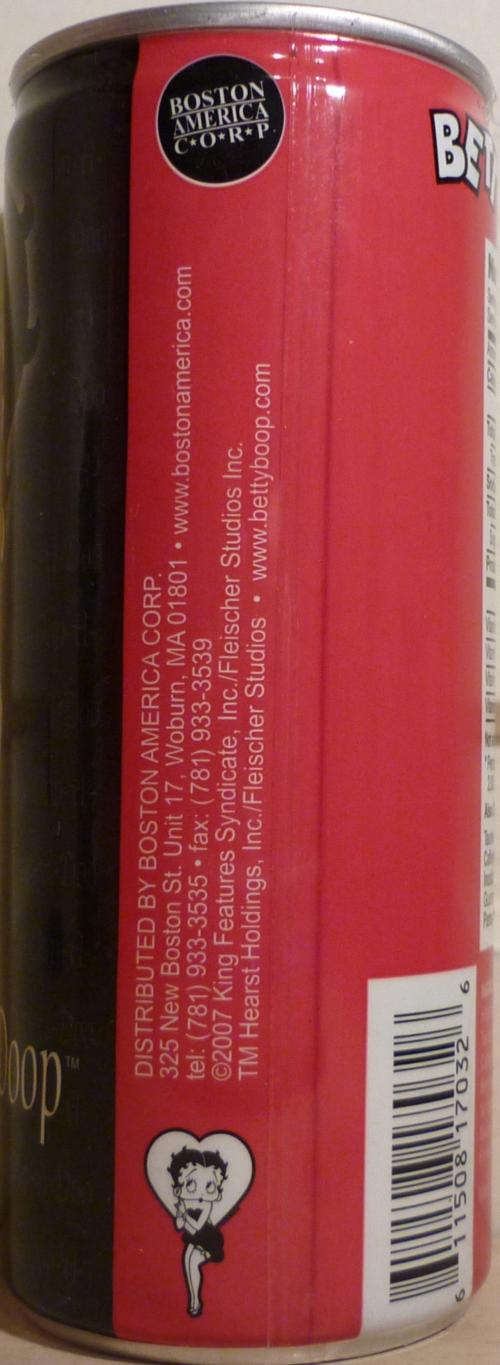 BOSTON
AMERICA
C★O★R★P
DISTRIBUTED BY BOSTON AMERICA CORP.
325 New Boston St. Unit 17, Woburn, MA 01801 • www.bostonamerica.com
tel: (781) 933-3535 • fax: (781) 933-3539
©2007 King Features Syndicate, Inc./Fleischer Studios Inc.
TM Hearst Holdings, Inc./Fleischer Studios • www.bettyboop.com
Boop™
BET
6 11508 17032 6